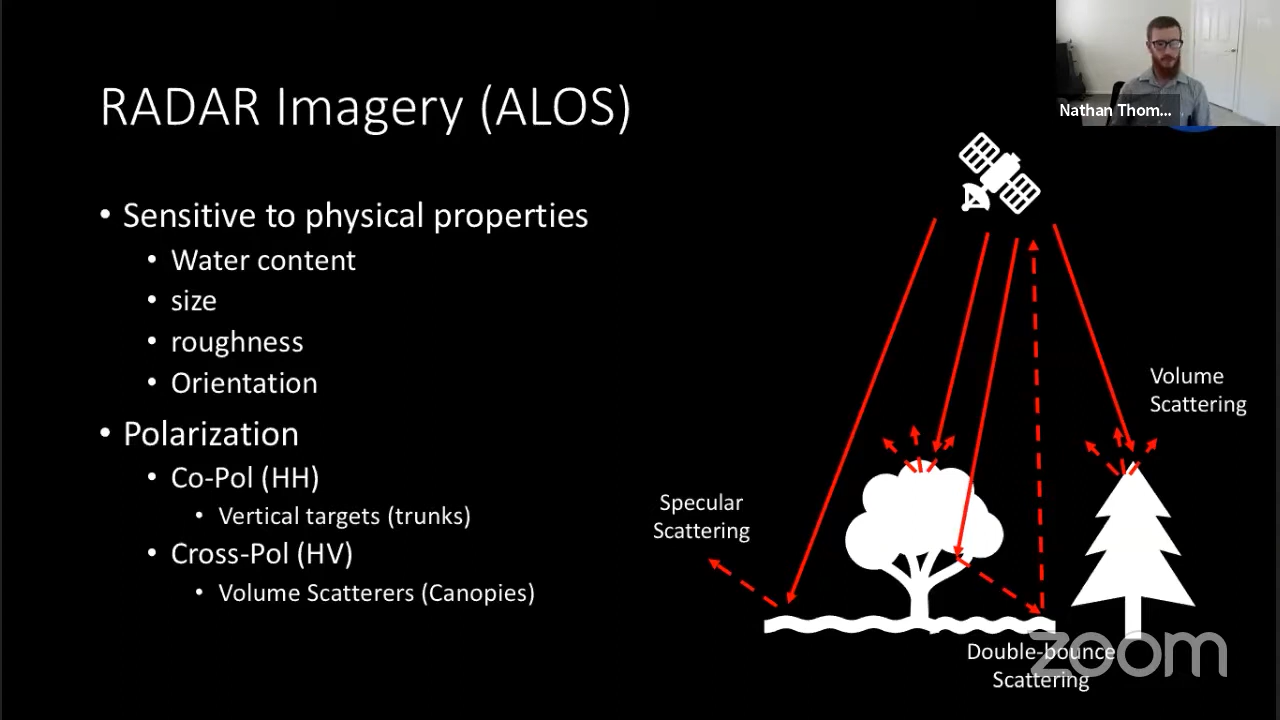 Nathan Thom...
RADAR Imagery (ALOS)
• Sensitive to physical properties
• Water content
• size
• roughness
• Orientation
• Polarization
• Co-Pol (HH)
• Vertical targets (trunks)
• Cross-Pol (HV)
• Volume Scatterers (Canopies)
Volume
Scattering
Specular
Scattering
Double-bounce
Scattering
zoom